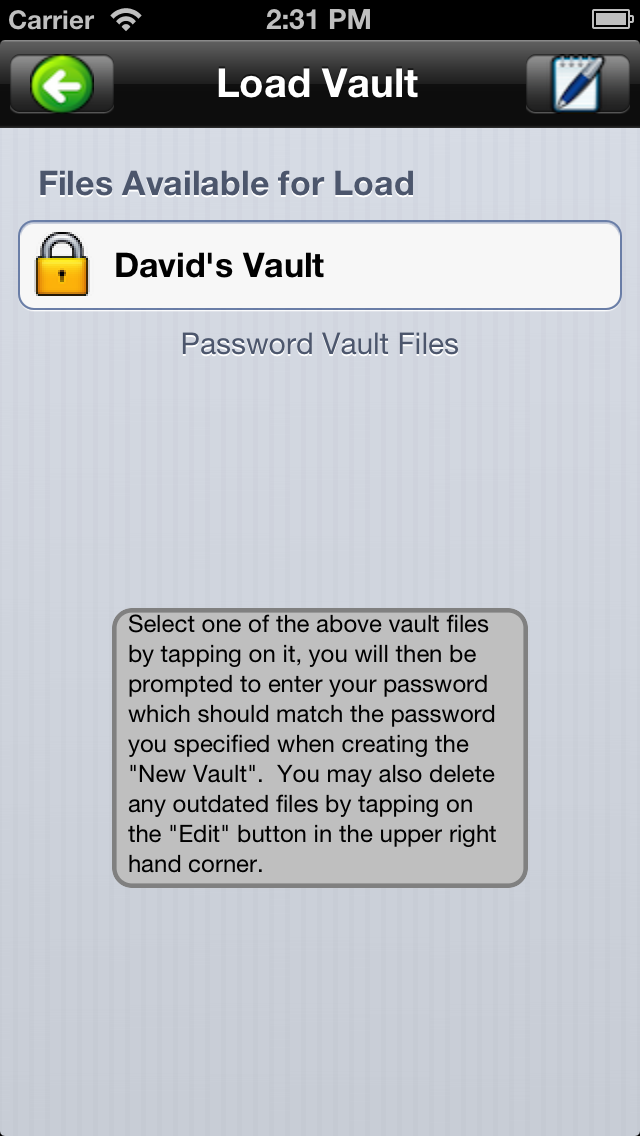 Carrier 2:31 PM
Load Vault
Files Available for Load
David's Vault
Password Vault Files
Select one of the above vault files
by tapping on it, you will then be
prompted to enter your password
which should match the password
you specified when creating the
"New Vault".  You may also delete
any outdated files by tapping on
the "Edit" button in the upper right
hand corner.